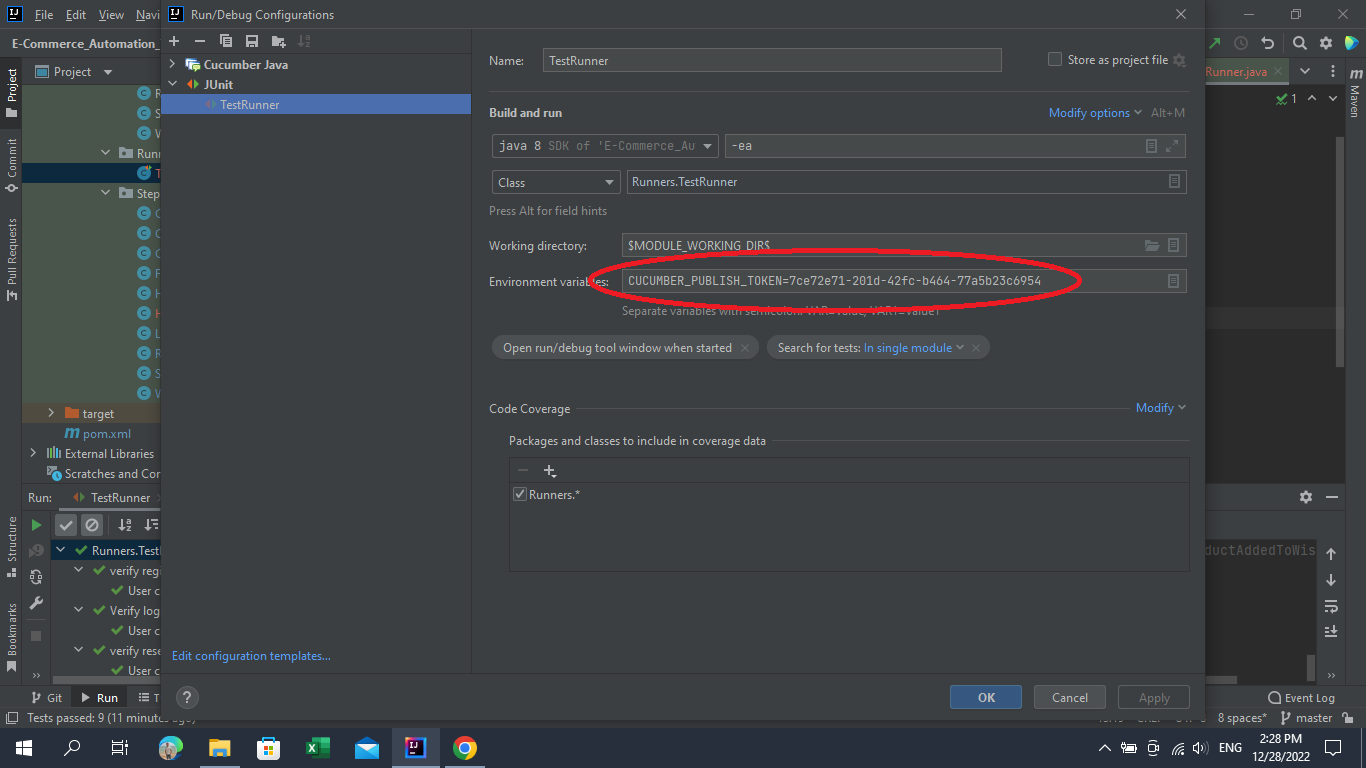 File Edit View Navi
Run/Debug Configurations
E-Commerce_Automation_
Project
Runner.java
1
Project
Commit
Pull Requests
Structure
Bookmarks
Maven
Run
Step
target
pom.xml
External Libraries
Scratches and Con
Cucumber Java
JUnit
TestRunner
Edit configuration templates...
Name: TestRunner
Store as project file
Build and run
Modify options Alt+M
java 8 SDK of 'E-Commerce_Au
-ea
Class
Runners.TestRunner
Press Alt for field hints
Working directory: $MODULE_WORKING_DIR$
Environment variables: CUCUMBER_PUBLISH_TOKEN=7ce72e71-201d-42fc-b464-77a5b23c6954
Separate variables with semicolon: VAR=value; VAR1=value1
Open run/debug tool window when started
Search for tests: In single module
Code Coverage
Modify
Packages and classes to include in coverage data
Runners.*
OK
Cancel
Apply
Run: TestRunner
Runners.Test
verify regi
User c
Verify log
User c
verify rese
User c
ductAddedToWis
Git
Run
Event Log
Tests passed: 9 (11 minutes ago)
8 spaces*
master
ENG
2:28 PM
12/28/2022